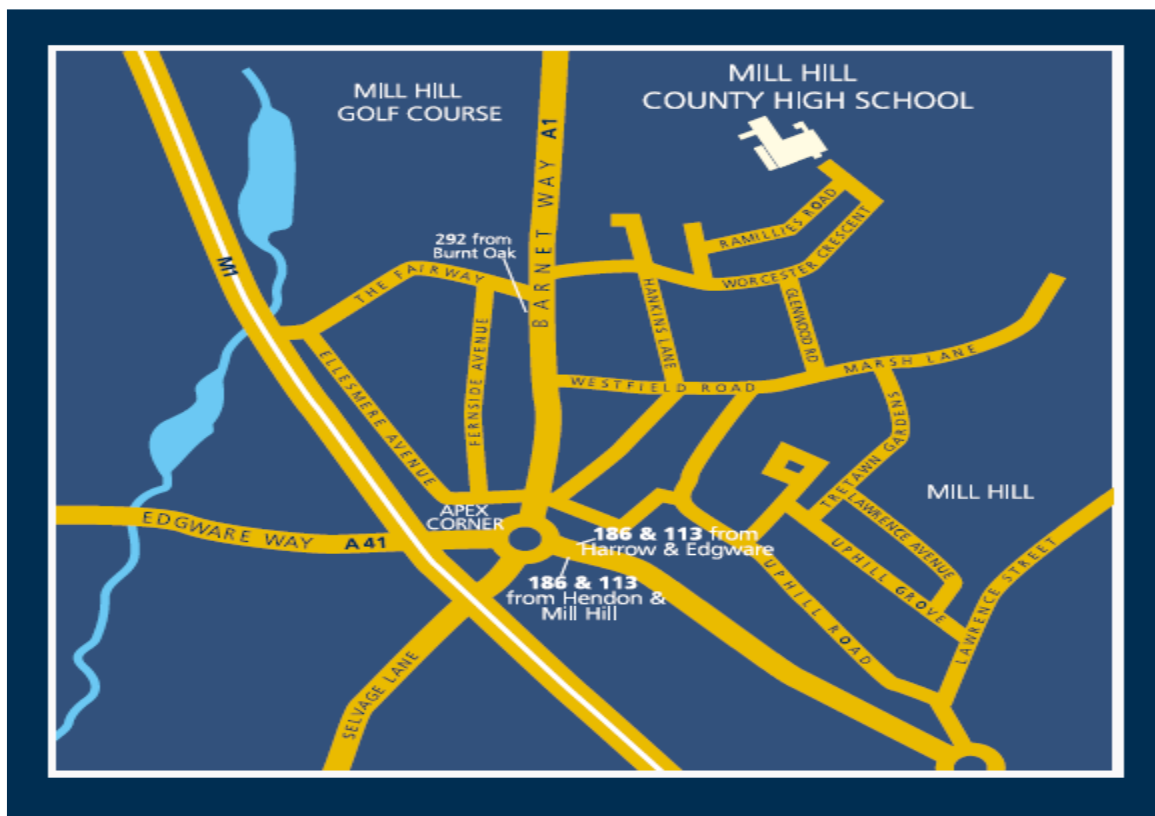 MILL HILL
GOLF COURSE
MILL HILL
COUNTY HIGH SCHOOL
BARNET WAY A1
M1
292 from
Burnt Oak
THE FAIRWAY
RAMILLIES ROAD
WORCESTER CRESCENT
HANKINS LANE
GLENWOOD RD
ELLESMERE AVENUE
FERNSIDE AVENUE
WESTFIELD ROAD
MARSH LANE
TRETAWN GARDENS
MILL HILL
LAWRENCE AVENUE
EDGWARE WAY A41
APEX
CORNER
186 & 113 from
Harrow & Edgware
186 & 113
from Hendon &
Mill Hill
UPHILL GROVE
UPHILL ROAD
LAWRENCE STREET
SELVAGE LANE